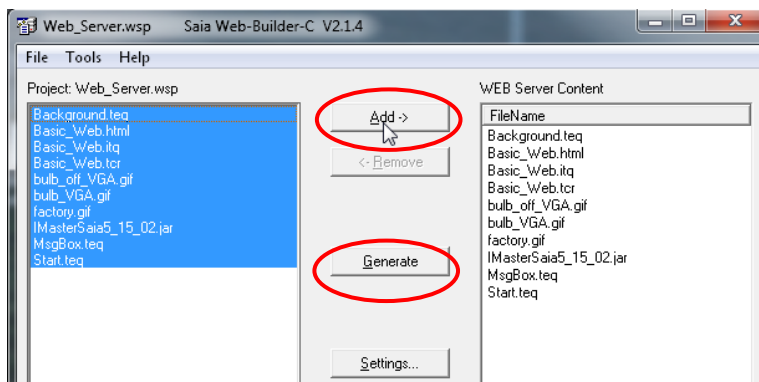 Web_Server.wsp Saia Web-Builder-C V2.1.4
File Tools Help
Project: Web_Server.wsp
Background.teq
Basic_Web.html
Basic_Web.itq
Basic_Web.tcr
bulb_off_VGA.gif
bulb_VGA.gif
factory.gif
IMasterSaia5_15_02.jar
MsgBox.teq
Start.teq
Add ->
<- Remove
Generate
Settings...
WEB Server Content
FileName
Background.teq
Basic_Web.html
Basic_Web.itq
Basic_Web.tcr
bulb_off_VGA.gif
bulb_VGA.gif
factory.gif
IMasterSaia5_15_02.jar
MsgBox.teq
Start.teq